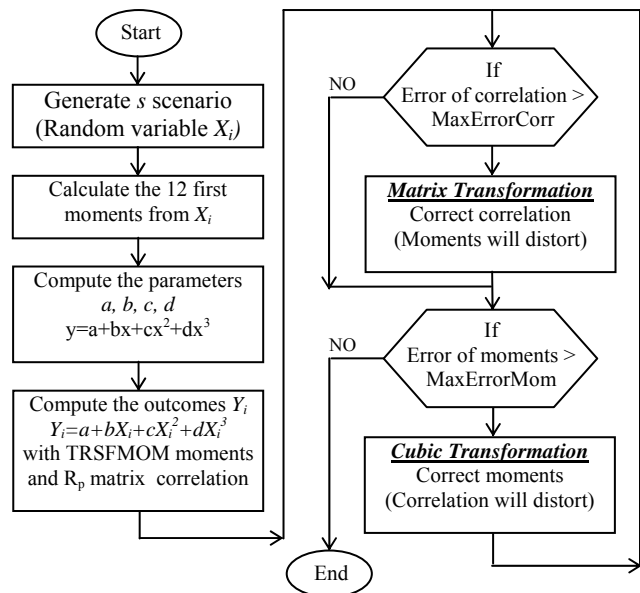 Start
Generate s scenario
(Random variable Xᵢ)
Calculate the 12 first
moments from Xᵢ
Compute the parameters
a, b, c, d
y=a+bx+cx²+dx³
Compute the outcomes Yᵢ
Yᵢ=a+bXᵢ+cXᵢ²+dXᵢ³
with TRSFMOM moments
and Rₚ matrix correlation
If
Error of correlation >
MaxErrorCorr
NO
Matrix Transformation
Correct correlation
(Moments will distort)
If
Error of moments >
MaxErrorMom
NO
Cubic Transformation
Correct moments
(Correlation will distort)
End